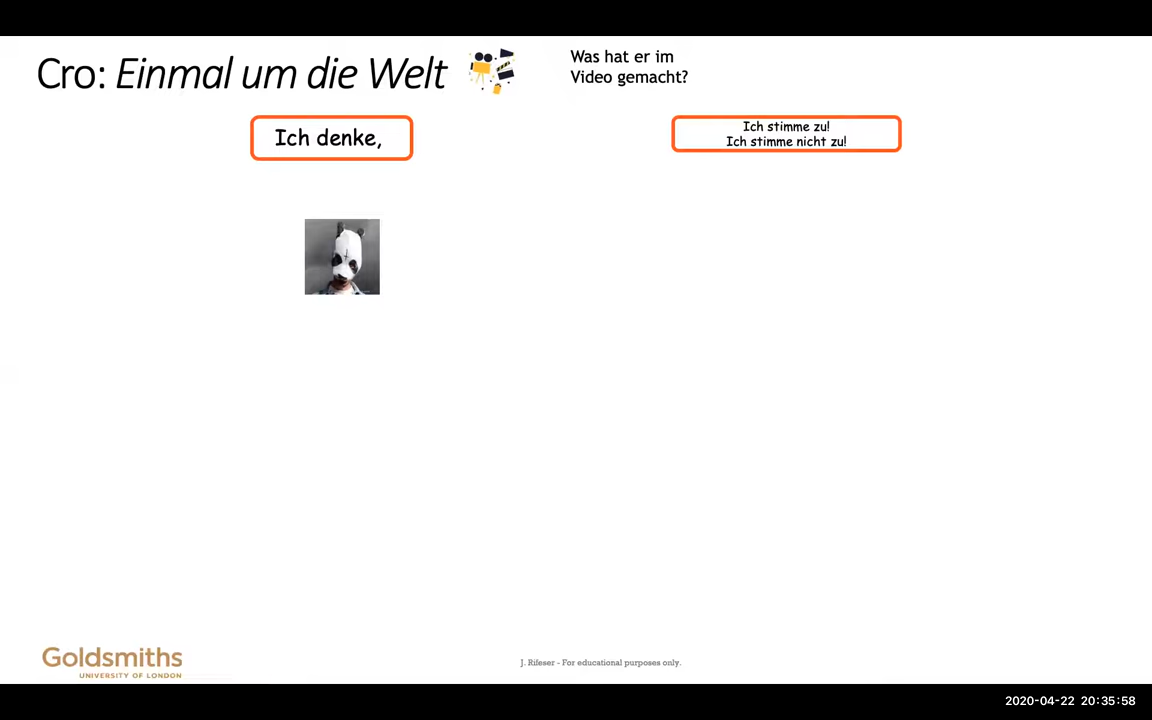 Cro: Einmal um die Welt
Was hat er im
Video gemacht?
Ich denke,
Ich stimme zu!
Ich stimme nicht zu!
Goldsmiths
UNIVERSITY OF LONDON
J. Rifeser - For educational purposes only.
2020-04-22 20:35:58